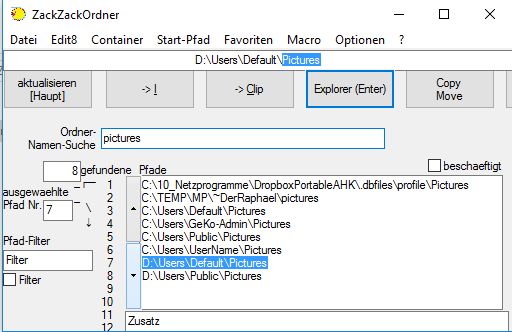 ZackZackOrdner
Datei Edit8 Container Start-Pfad Favoriten Macro Optionen ?
D:\Users\Default\Pictures
aktualisieren
[Haupt]
-> I
-> Clip
Explorer (Enter)
Copy
Move
Ordner-
Namen-Suche
pictures
8 gefundene Pfade
beschaeftigt
ausgewaehlte
Pfad Nr. 7
Pfad-Filter
Filter
Filter
1 C:\10_Netzprogramme\DropboxPortableAHK\.dbfiles\profile\Pictures
2 C:\TEMP\MP\~DerRaphael\pictures
3 C:\Users\Default\Pictures
4 C:\Users\GeKo-Admin\Pictures
5 C:\Users\Public\Pictures
6 C:\Users\UserName\Pictures
7 D:\Users\Default\Pictures
8 D:\Users\Public\Pictures
9
10
11
12
Zusatz